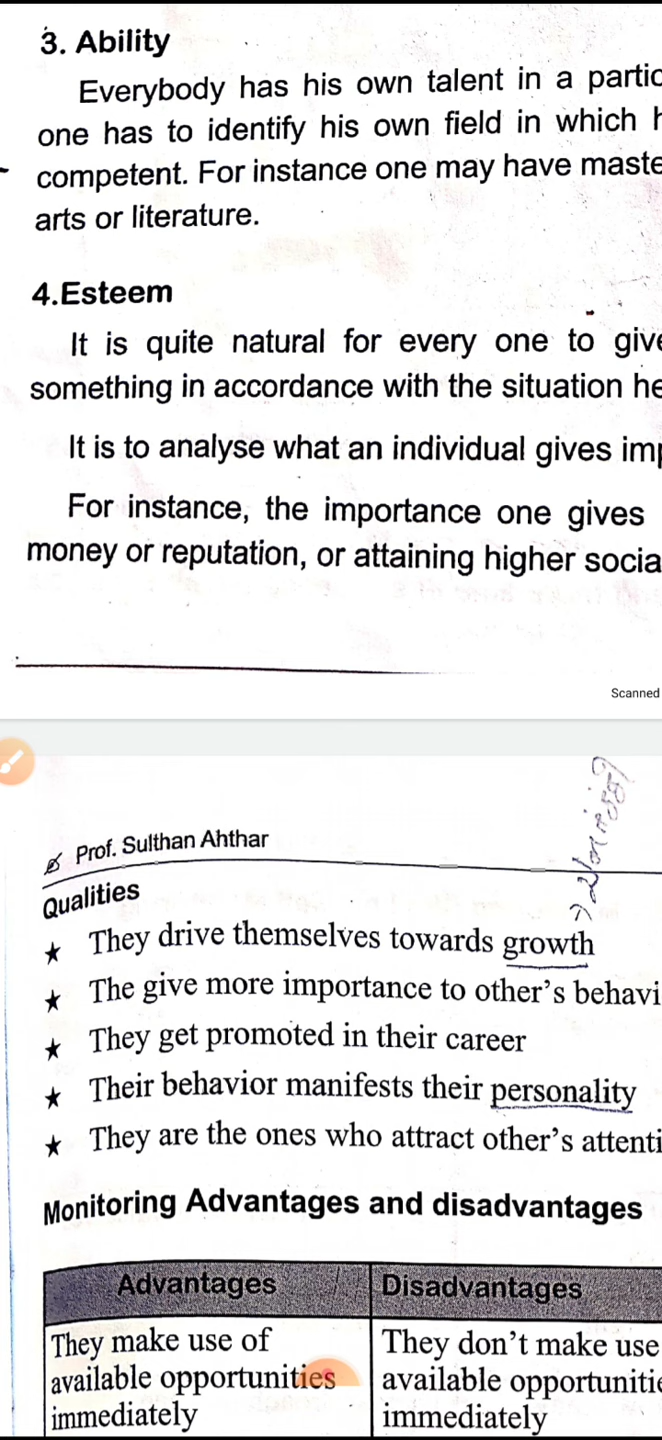 3. Ability
Everybody has his own talent in a partic
one has to identify his own field in which h
competent. For instance one may have maste
arts or literature.
4.Esteem
It is quite natural for every one to give
something in accordance with the situation he
It is to analyse what an individual gives imp
For instance, the importance one gives
money or reputation, or attaining higher socia
Scanned
Prof. Sulthan Ahthar
Qualities
★ They drive themselves towards growth
★ The give more importance to other's behavi
★ They get promoted in their career
★ Their behavior manifests their personality
★ They are the ones who attract other's attenti
Monitoring Advantages and disadvantages
Advantages Disadvantages
They make use of They don't make use
available opportunities available opportunitie
immediately immediately